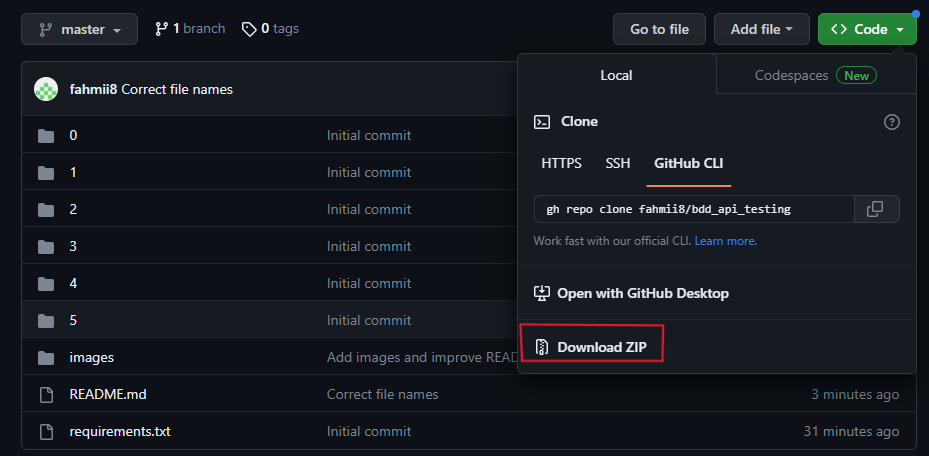 master 1 branch 0 tags Go to file Add file Code
Local Codespaces New
fahmii8 Correct file names
Clone
0 Initial commit
HTTPS SSH GitHub CLI
1 Initial commit
gh repo clone fahmii8/bdd_api_testing
2 Initial commit
Work fast with our official CLI. Learn more.
3 Initial commit
4 Initial commit
Open with GitHub Desktop
5 Initial commit
Download ZIP
images Add images and improve READ
README.md Correct file names 3 minutes ago
requirements.txt Initial commit 31 minutes ago